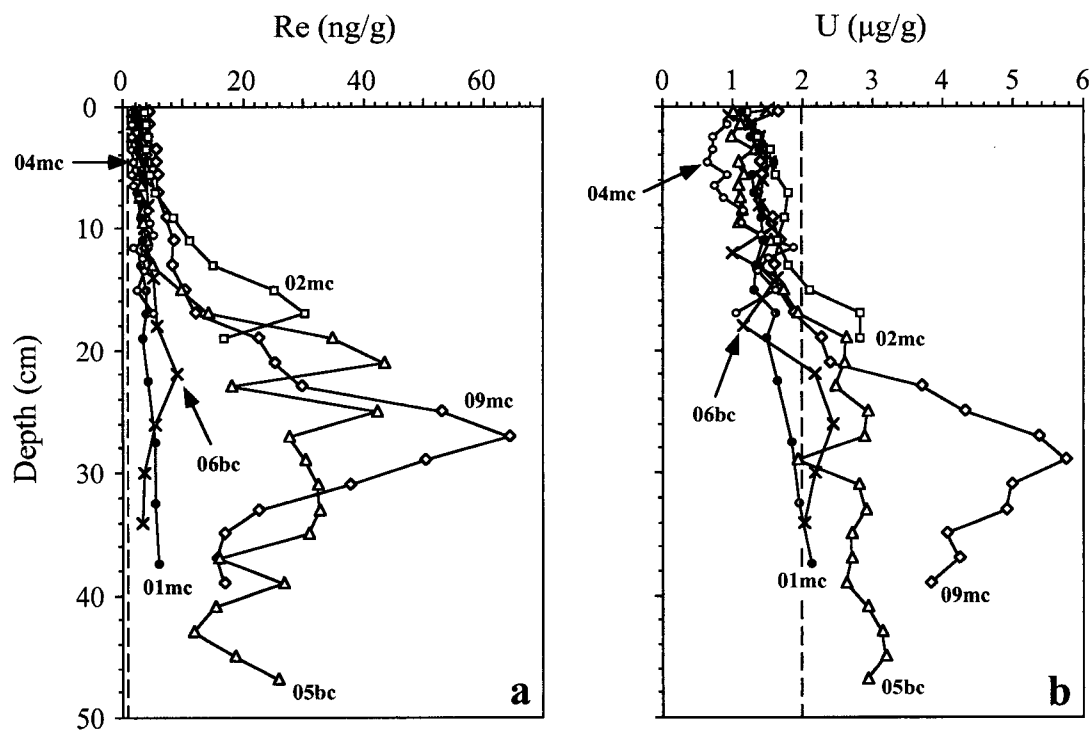 Re (ng/g)
0 20 40 60
0
10
20
30
40
50
Depth (cm)
04mc
02mc
09mc
06bc
01mc
05bc
a
U (µg/g)
0 1 2 3 4 5 6
04mc
02mc
06bc
01mc
09mc
05bc
b